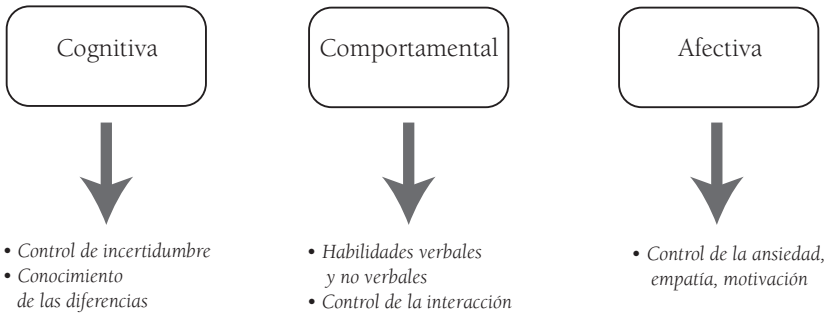 Cognitiva
Comportamental
Afectiva
• Control de incertidumbre
• Conocimiento
de las diferencias
• Habilidades verbales
y no verbales
• Control de la interacción
• Control de la ansiedad,
empatía, motivación